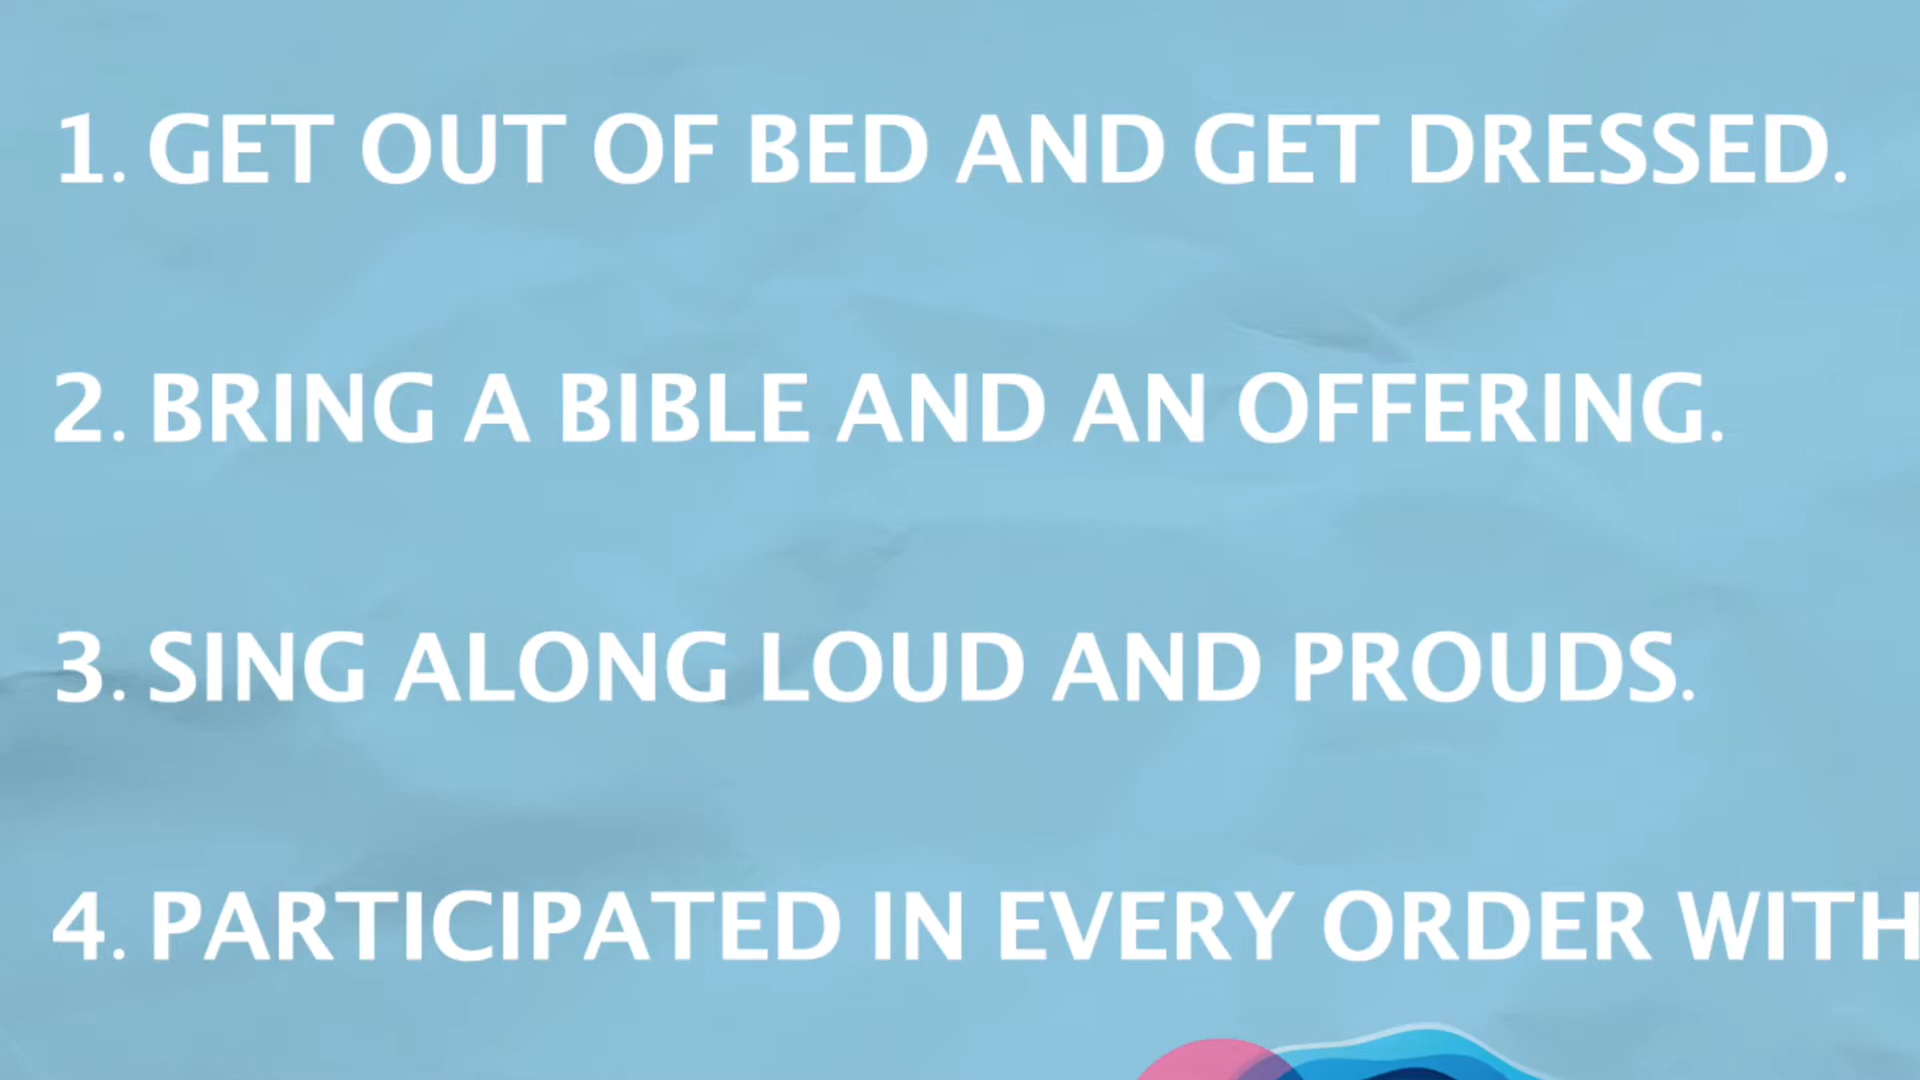 1. GET OUT OF BED AND GET DRESSED.
2. BRING A BIBLE AND AN OFFERING.
3. SING ALONG LOUD AND PROUDS.
4. PARTICIPATED IN EVERY ORDER WITH